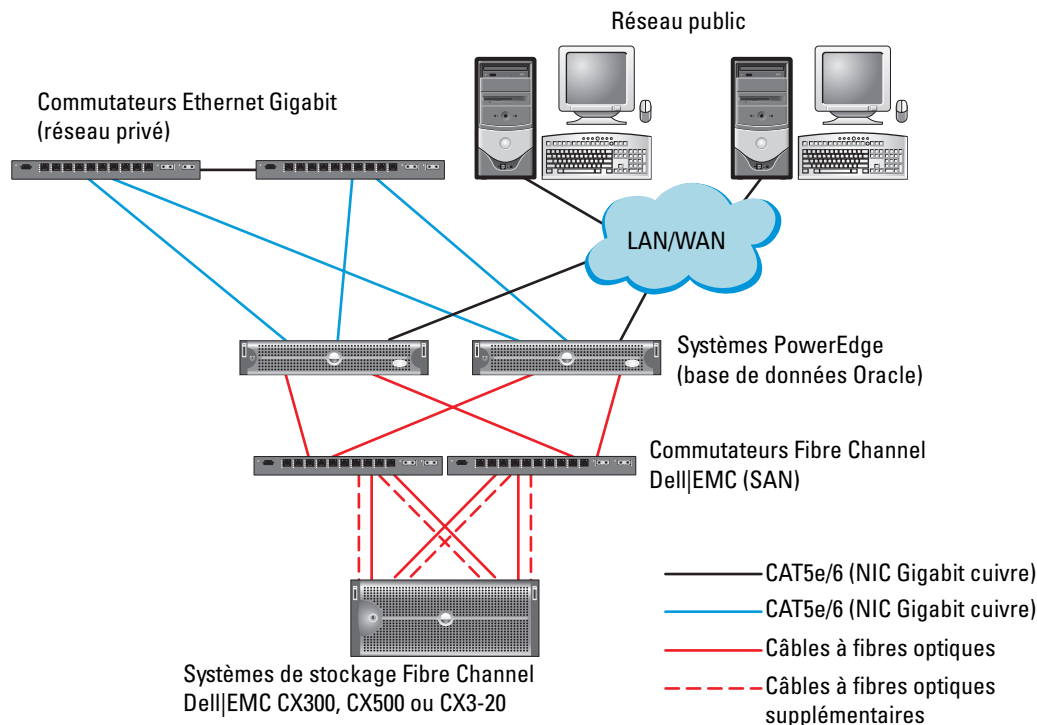 Réseau public
Commutateurs Ethernet Gigabit
(réseau privé)
LAN/WAN
Systèmes PowerEdge
(base de données Oracle)
Commutateurs Fibre Channel
Dell|EMC (SAN)
CAT5e/6 (NIC Gigabit cuivre)
CAT5e/6 (NIC Gigabit cuivre)
Câbles à fibres optiques
Câbles à fibres optiques
supplémentaires
Systèmes de stockage Fibre Channel
Dell|EMC CX300, CX500 ou CX3-20